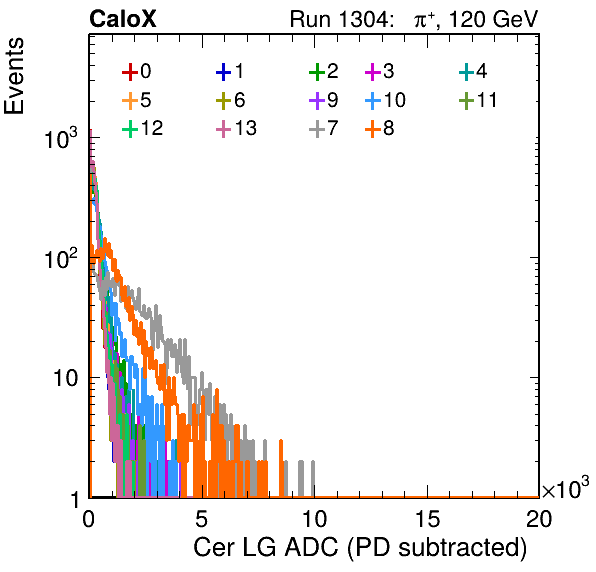 CaloX Run 1304: π⁺, 120 GeV
Events
0 1 2 3 4
5 6 9 10 11
12 13 7 8
10³
10²
10
1
0 5 10 15 20 ×10³
Cer LG ADC (PD subtracted)